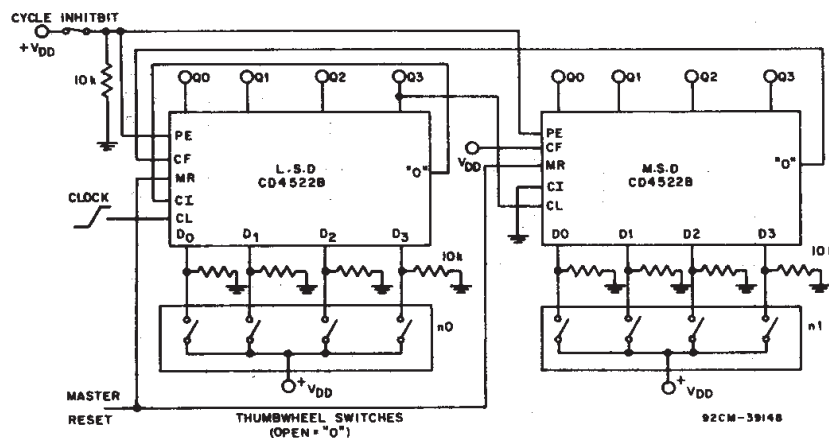 CYCLE INHITBIT
+VDD
10k
Q0 Q1 Q2 Q3
PE
CF
MR
CI
CL
L.S.D
CD4522B
"0"
CLOCK
D0 D1 D2 D3
10k
n0
+VDD
MASTER
RESET
THUMBWHEEL SWITCHES
(OPEN = "0")
Q0 Q1 Q2 Q3
VDD
PE
CF
MR
CI
CL
M.S.D
CD4522B
"0"
D0 D1 D2 D3
n1
+VDD
92CM-39148